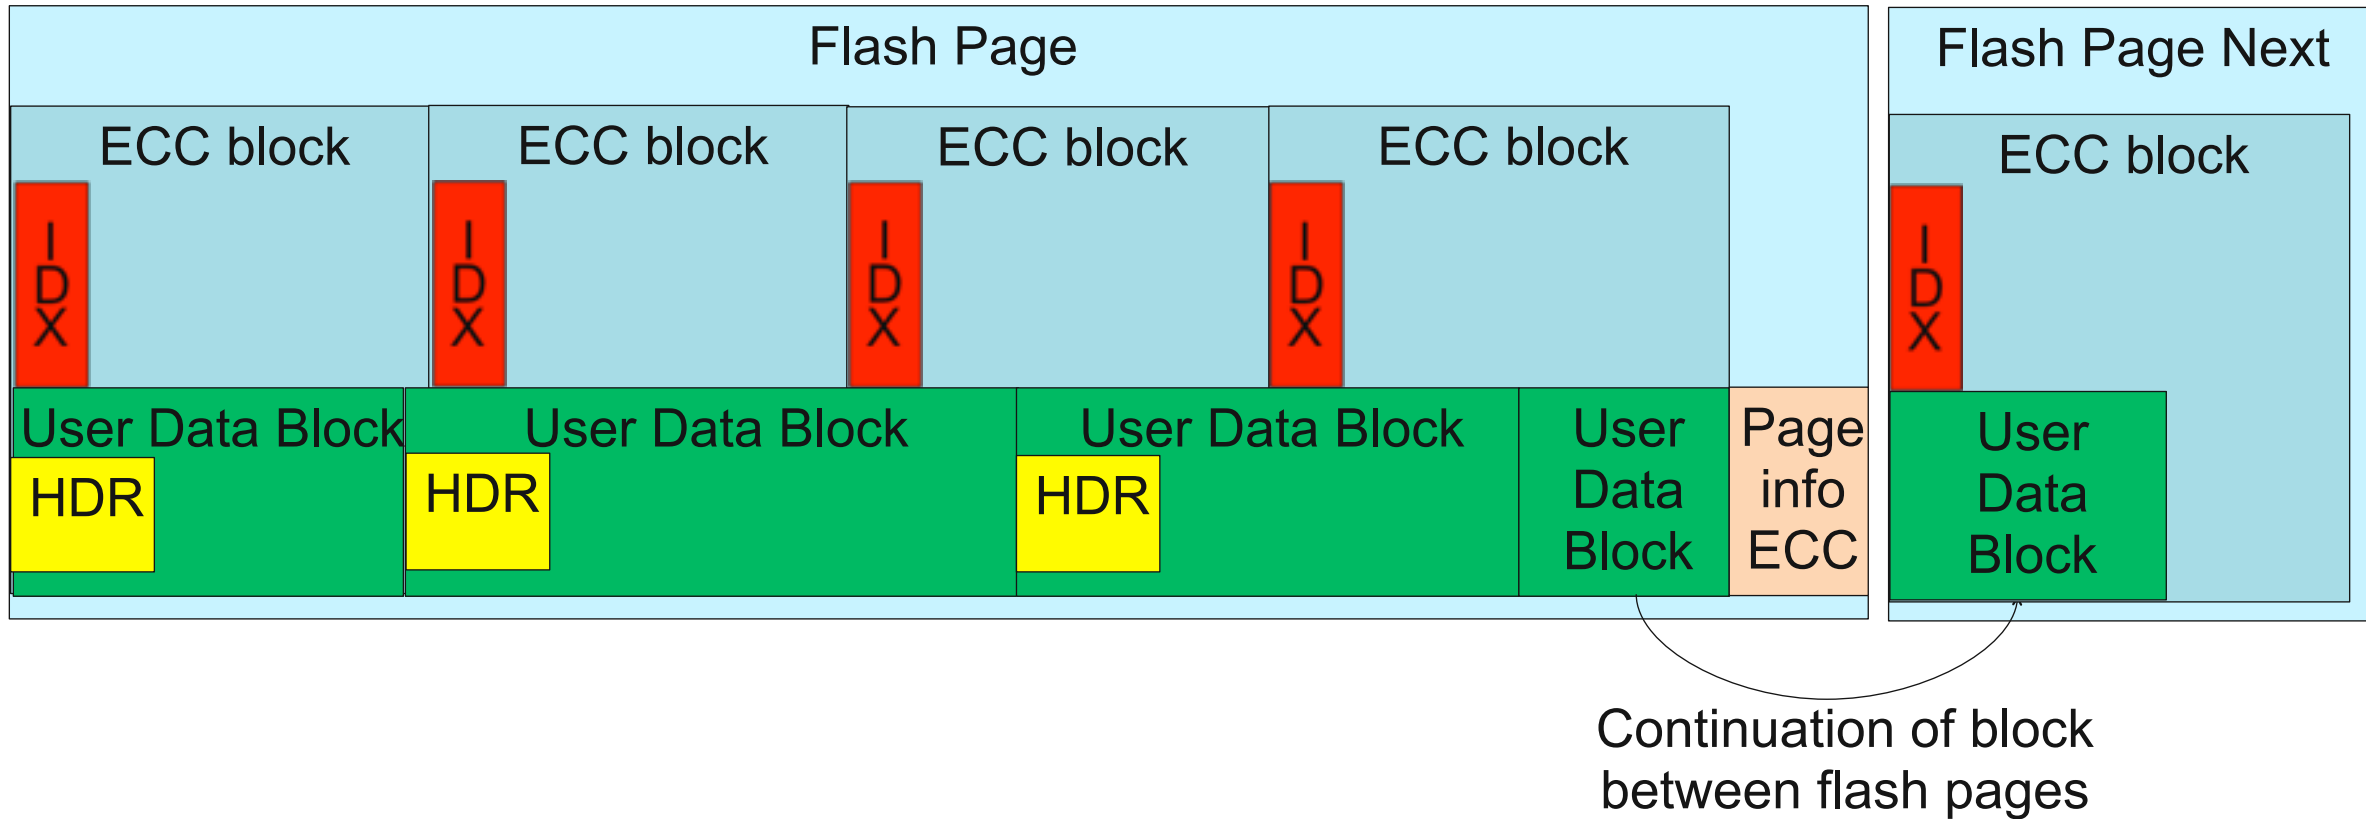 Flash Page
Flash Page Next
ECC block
ECC block
ECC block
ECC block
ECC block
I
D
X
I
D
X
I
D
X
I
D
X
I
D
X
User Data Block
HDR
User Data Block
HDR
User Data Block
HDR
User
Data
Block
Page
info
ECC
User
Data
Block
Continuation of block
between flash pages